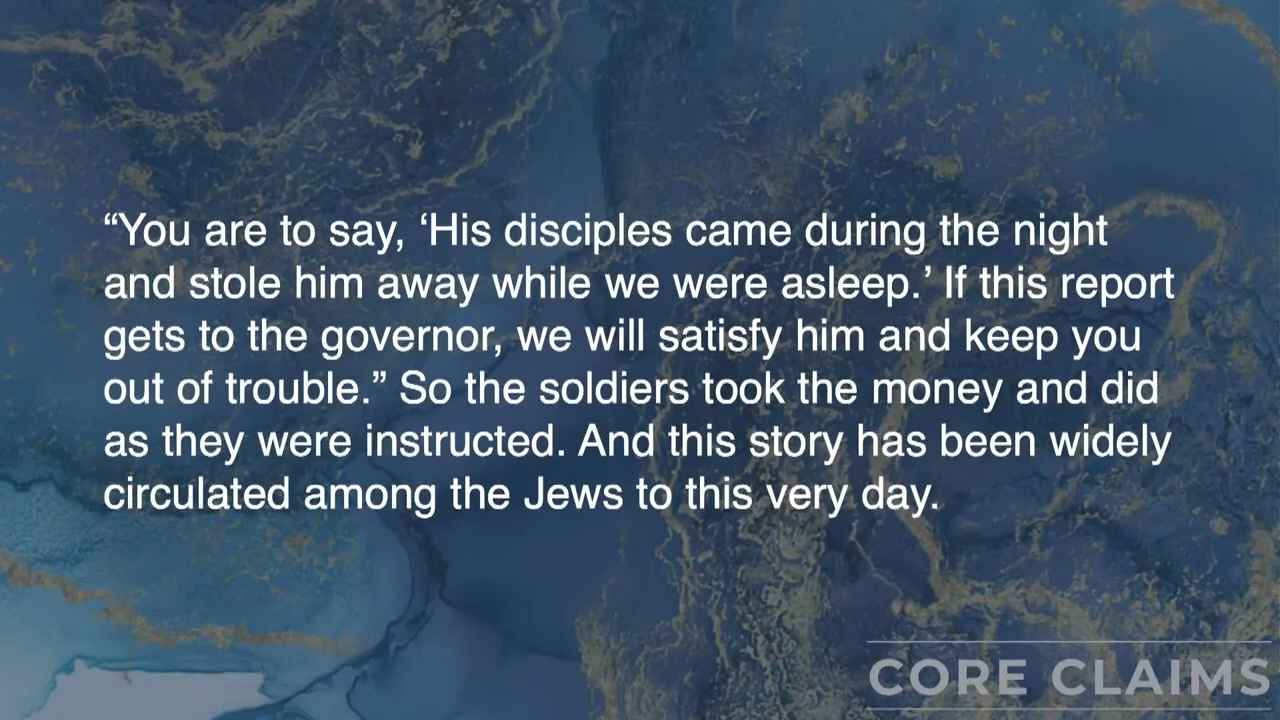 “You are to say, ‘His disciples came during the night
and stole him away while we were asleep.’ If this report
gets to the governor, we will satisfy him and keep you
out of trouble.” So the soldiers took the money and did
as they were instructed. And this story has been widely
circulated among the Jews to this very day.
CORE CLAIMS